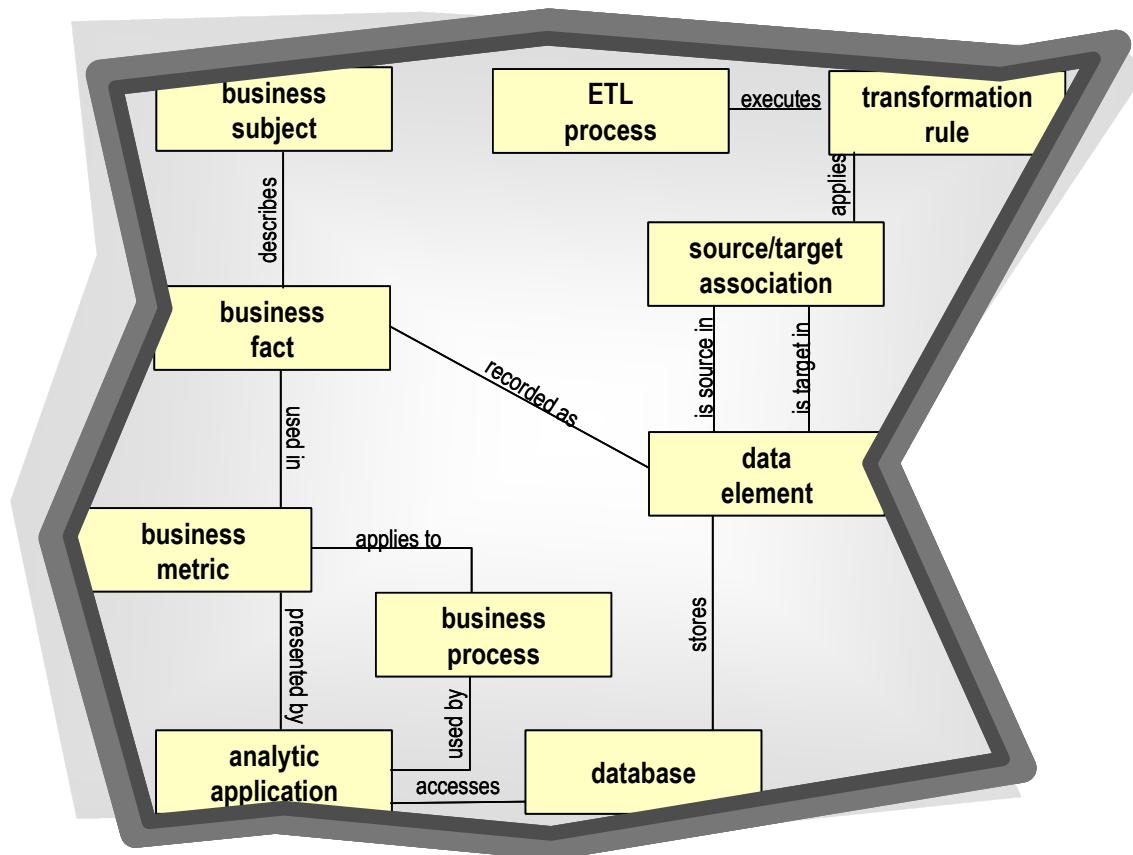 business
subject
ETL
process
executes
transformation
rule
describes
applies
source/target
association
business
fact
is source in
is target in
recorded as
used in
data
element
business
metric
applies to
business
process
stores
presented by
used by
analytic
application
accesses
database